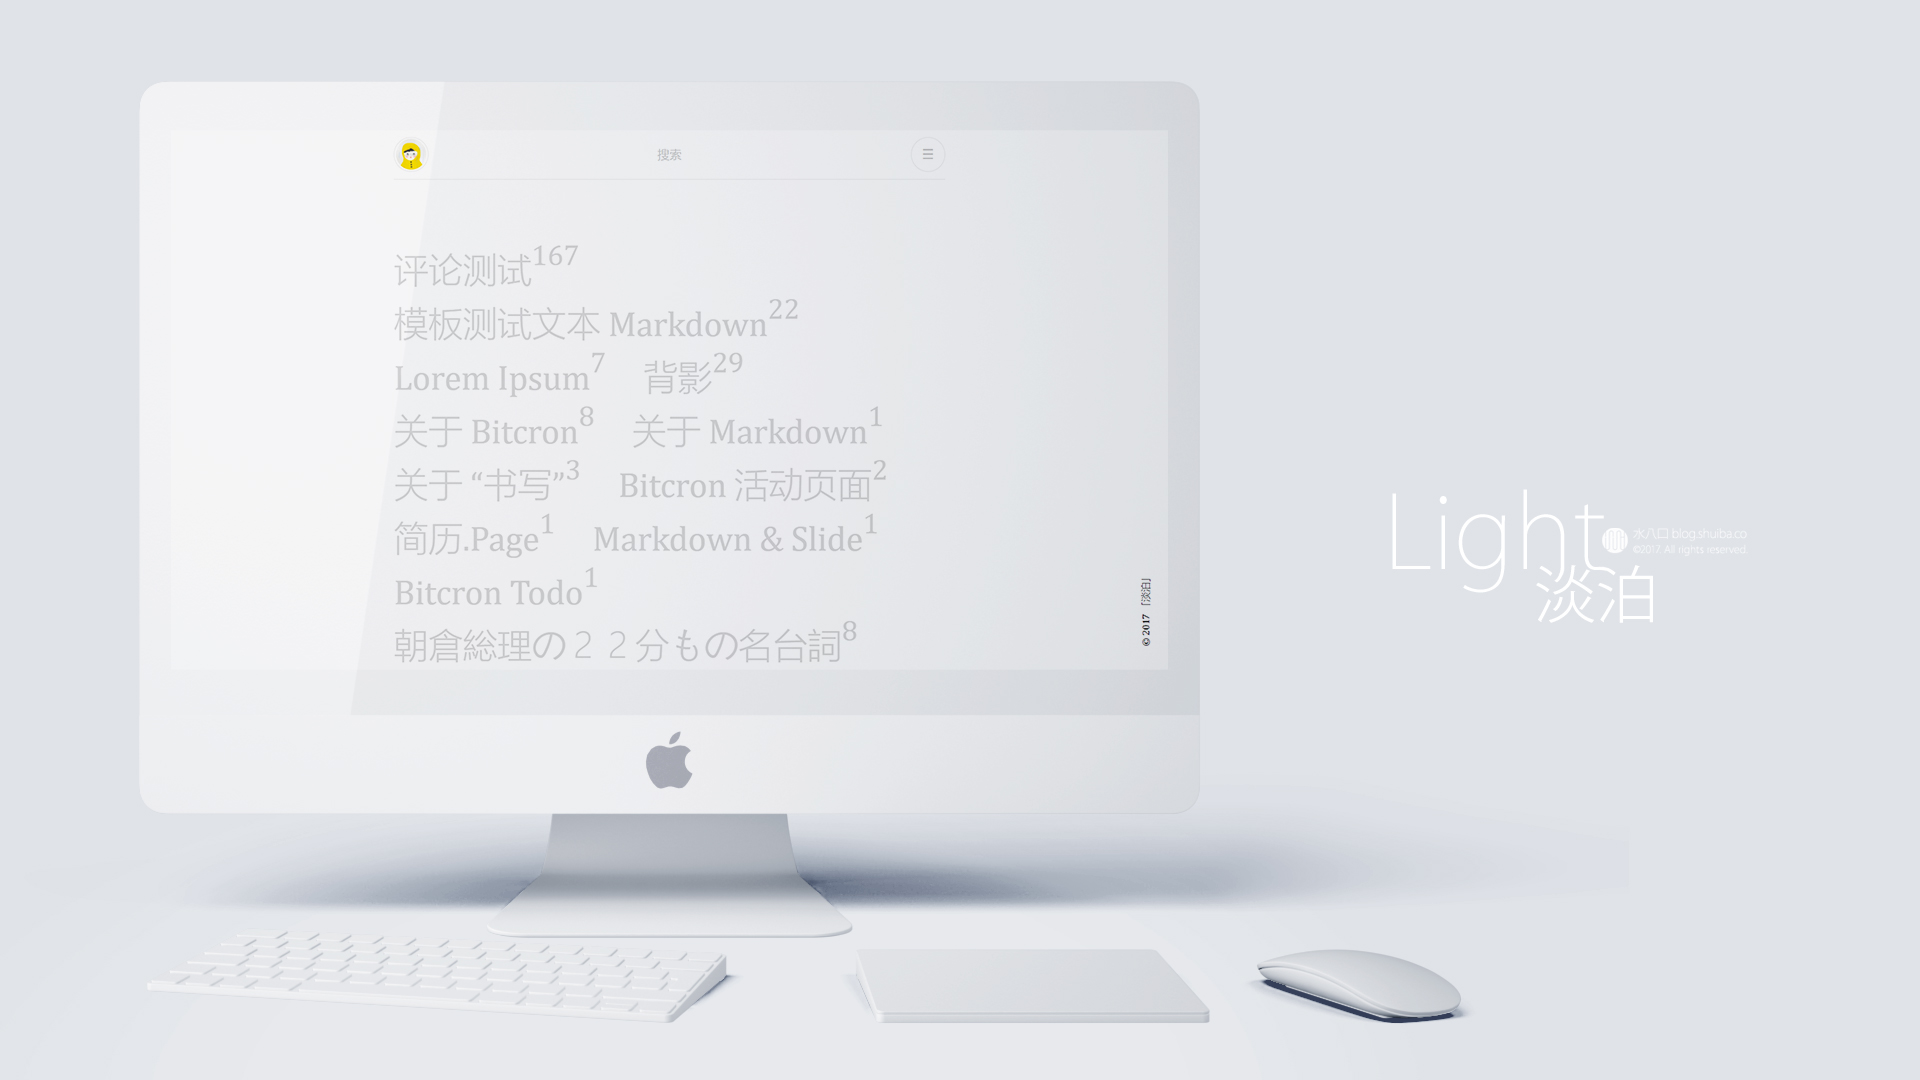 搜索
评论测试167
模板测试文本 Markdown22
Lorem Ipsum7 背影29
关于 Bitcron8 关于 Markdown1
关于 “书写”3 Bitcron 活动页面2
简历.Page1 Markdown & Slide1
Bitcron Todo1
朝倉総理の２２分もの名台詞8
© 2017 「淡泊」
Light
水八口 blog.shuiba.co
©2017 All rights reserved.
淡泊